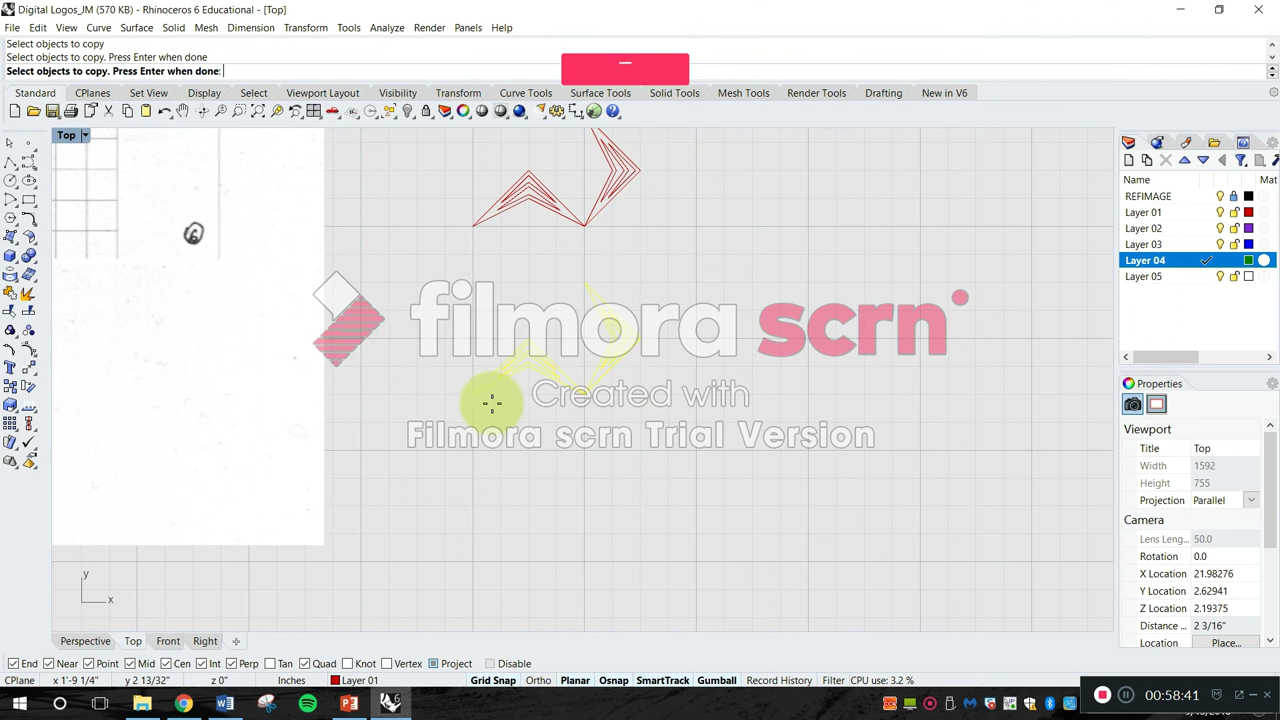 Digital Logos_JM (570 KB) - Rhinoceros 6 Educational - [Top]
File Edit View Curve Surface Solid Mesh Dimension Transform Tools Analyze Render Panels Help
Select objects to copy
Select objects to copy. Press Enter when done
Select objects to copy. Press Enter when done:
Standard CPlanes Set View Display Select Viewport Layout Visibility Transform Curve Tools Surface Tools Solid Tools Mesh Tools Render Tools Drafting New in V6
Top
6
Name Mat
REFIMAGE
Layer 01
Layer 02
Layer 03
Layer 04
Layer 05
filmora scrn
Created with
Filmora scrn Trial Version
Properties
Viewport
Title Top
Width 1592
Height 755
Projection Parallel
Camera
Lens Leng... 50.0
Rotation 0.0
X Location 21.98276
Y Location 2.62941
Z Location 2.19375
Distance ... 2 3/16"
Location Place...
y
x
Perspective Top Front Right
End Near Point Mid Cen Int Perp Tan Quad Knot Vertex Project Disable
CPlane x 1'-9 1/4" y 2 13/32" z 0" Inches Layer 01 Grid Snap Ortho Planar Osnap SmartTrack Gumball Record History Filter CPU use: 3.2 %
00:58:41